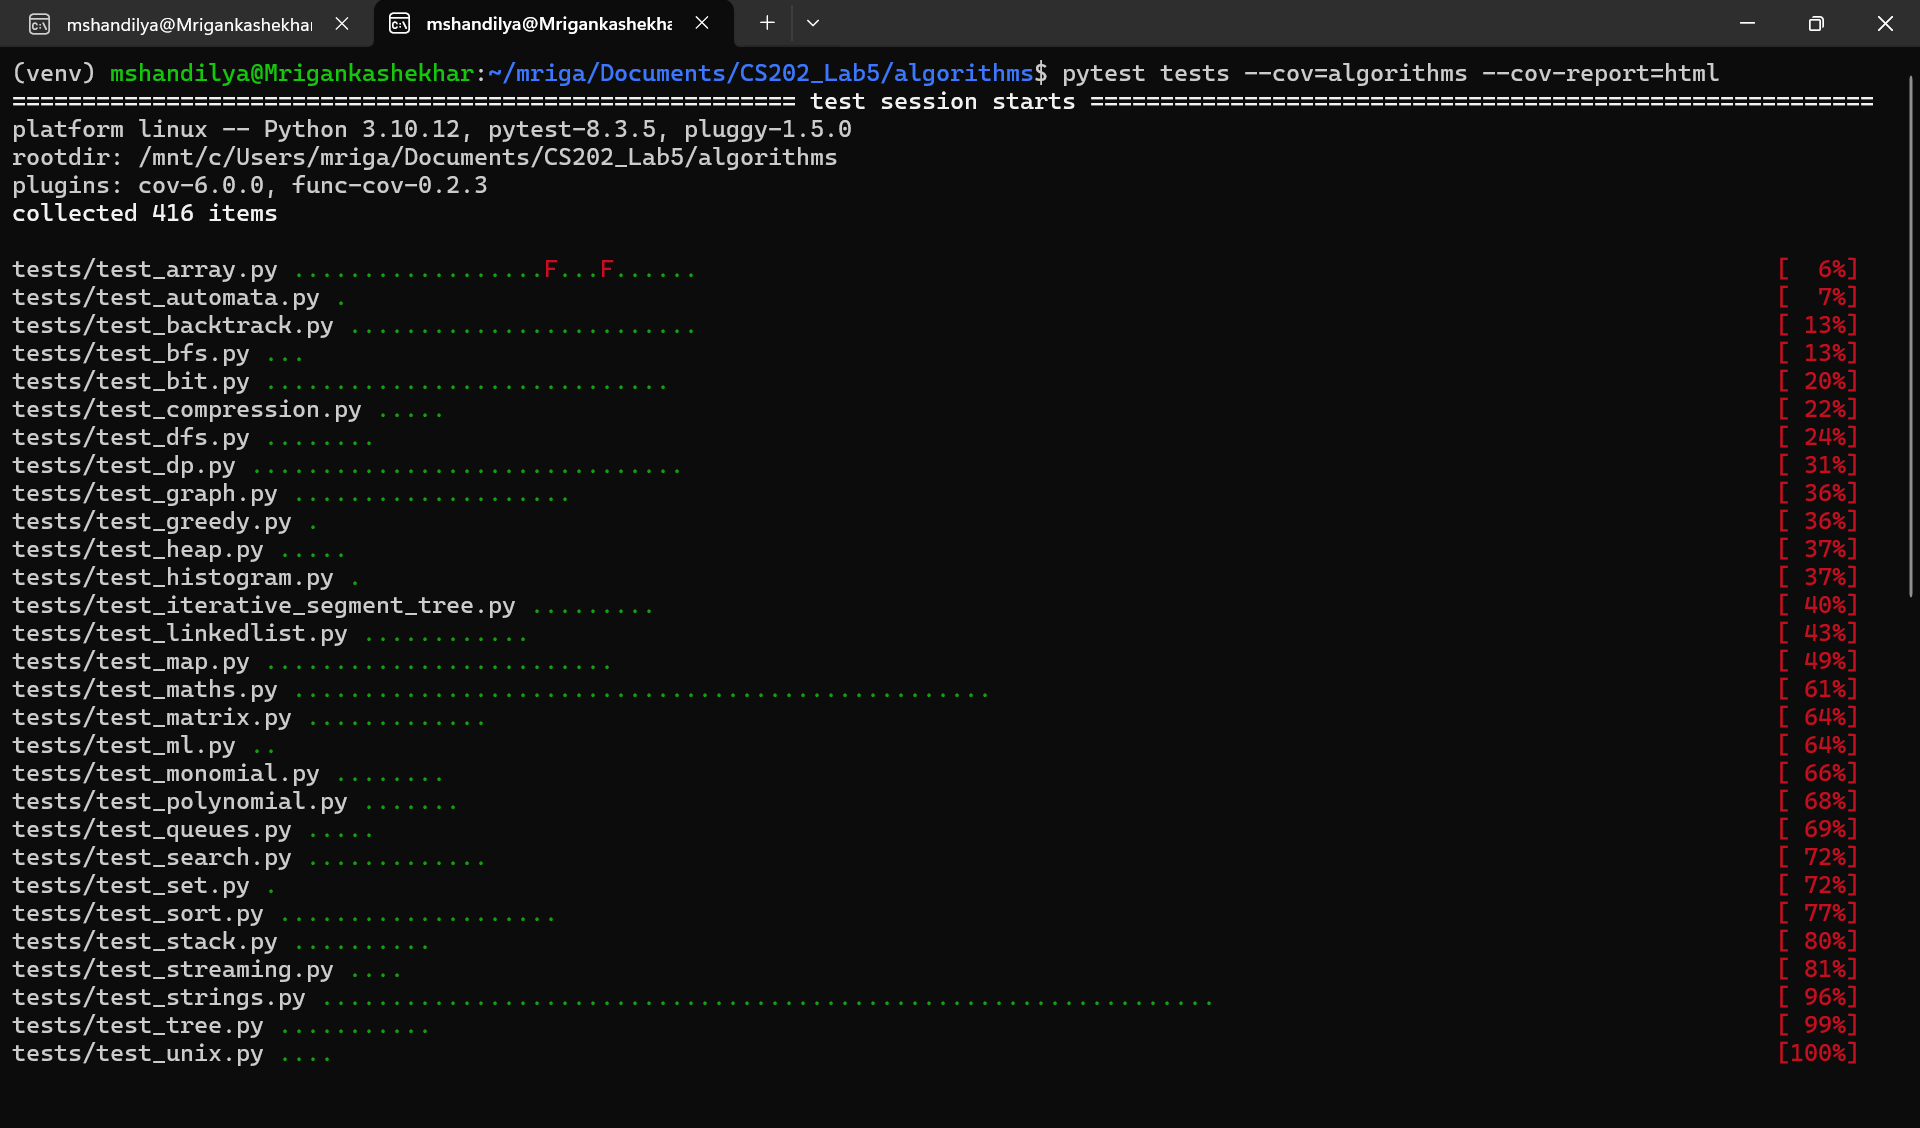 mshandilya@Mrigankashekhar
mshandilya@Mrigankashekha
(venv) mshandilya@Mrigankashekhar:~/mriga/Documents/CS202_Lab5/algorithms$ pytest tests --cov=algorithms --cov-report=html
======================================================== test session starts ========================================================
platform linux -- Python 3.10.12, pytest-8.3.5, pluggy-1.5.0
rootdir: /mnt/c/Users/mriga/Documents/CS202_Lab5/algorithms
plugins: cov-6.0.0, func-cov-0.2.3
collected 416 items
tests/test_array.py ..................F...F...... [  6%]
tests/test_automata.py . [  7%]
tests/test_backtrack.py ......................... [ 13%]
tests/test_bfs.py ... [ 13%]
tests/test_bit.py ............................. [ 20%]
tests/test_compression.py ..... [ 22%]
tests/test_dfs.py ........ [ 24%]
tests/test_dp.py ............................... [ 31%]
tests/test_graph.py .................... [ 36%]
tests/test_greedy.py . [ 36%]
tests/test_heap.py ..... [ 37%]
tests/test_histogram.py . [ 37%]
tests/test_iterative_segment_tree.py ......... [ 40%]
tests/test_linkedlist.py ............ [ 43%]
tests/test_map.py ......................... [ 49%]
tests/test_maths.py .................................................. [ 61%]
tests/test_matrix.py ............. [ 64%]
tests/test_ml.py .. [ 64%]
tests/test_monomial.py ........ [ 66%]
tests/test_polynomial.py ....... [ 68%]
tests/test_queues.py ..... [ 69%]
tests/test_search.py ............. [ 72%]
tests/test_set.py . [ 72%]
tests/test_sort.py .................... [ 77%]
tests/test_stack.py .......... [ 80%]
tests/test_streaming.py .... [ 81%]
tests/test_strings.py ................................................................ [ 96%]
tests/test_tree.py ........... [ 99%]
tests/test_unix.py .... [100%]